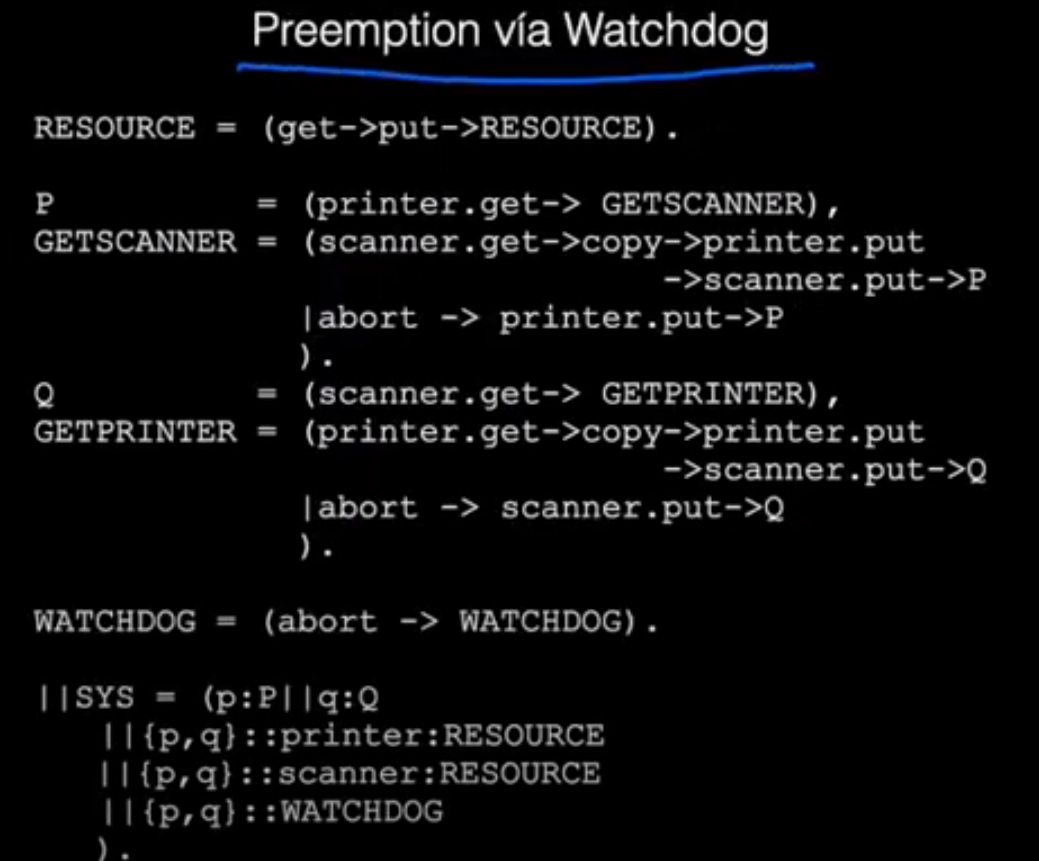 Preemption vía Watchdog
RESOURCE = (get->put->RESOURCE).
P = (printer.get-> GETSCANNER),
GETSCANNER = (scanner.get->copy->printer.put
->scanner.put->P
|abort -> printer.put->P
).
Q = (scanner.get-> GETPRINTER),
GETPRINTER = (printer.get->copy->printer.put
->scanner.put->Q
|abort -> scanner.put->Q
).
WATCHDOG = (abort -> WATCHDOG).
||SYS = (p:P||q:Q
||{p,q}::printer:RESOURCE
||{p,q}::scanner:RESOURCE
||{p,q}::WATCHDOG
).